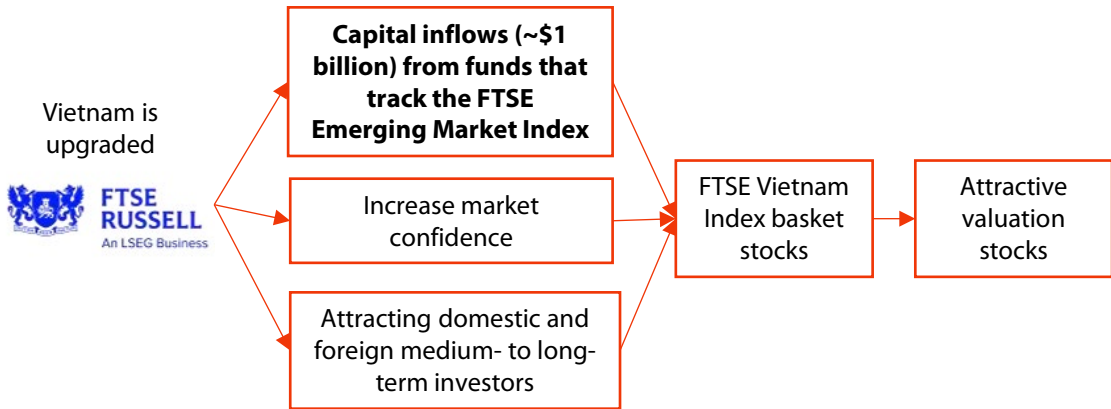 Vietnam is
upgraded
FTSE
RUSSELL
An LSEG Business
Capital inflows (~$1
billion) from funds that
track the FTSE
Emerging Market Index
Increase market
confidence
Attracting domestic and
foreign medium- to long-
term investors
FTSE Vietnam
Index basket
stocks
Attractive
valuation
stocks